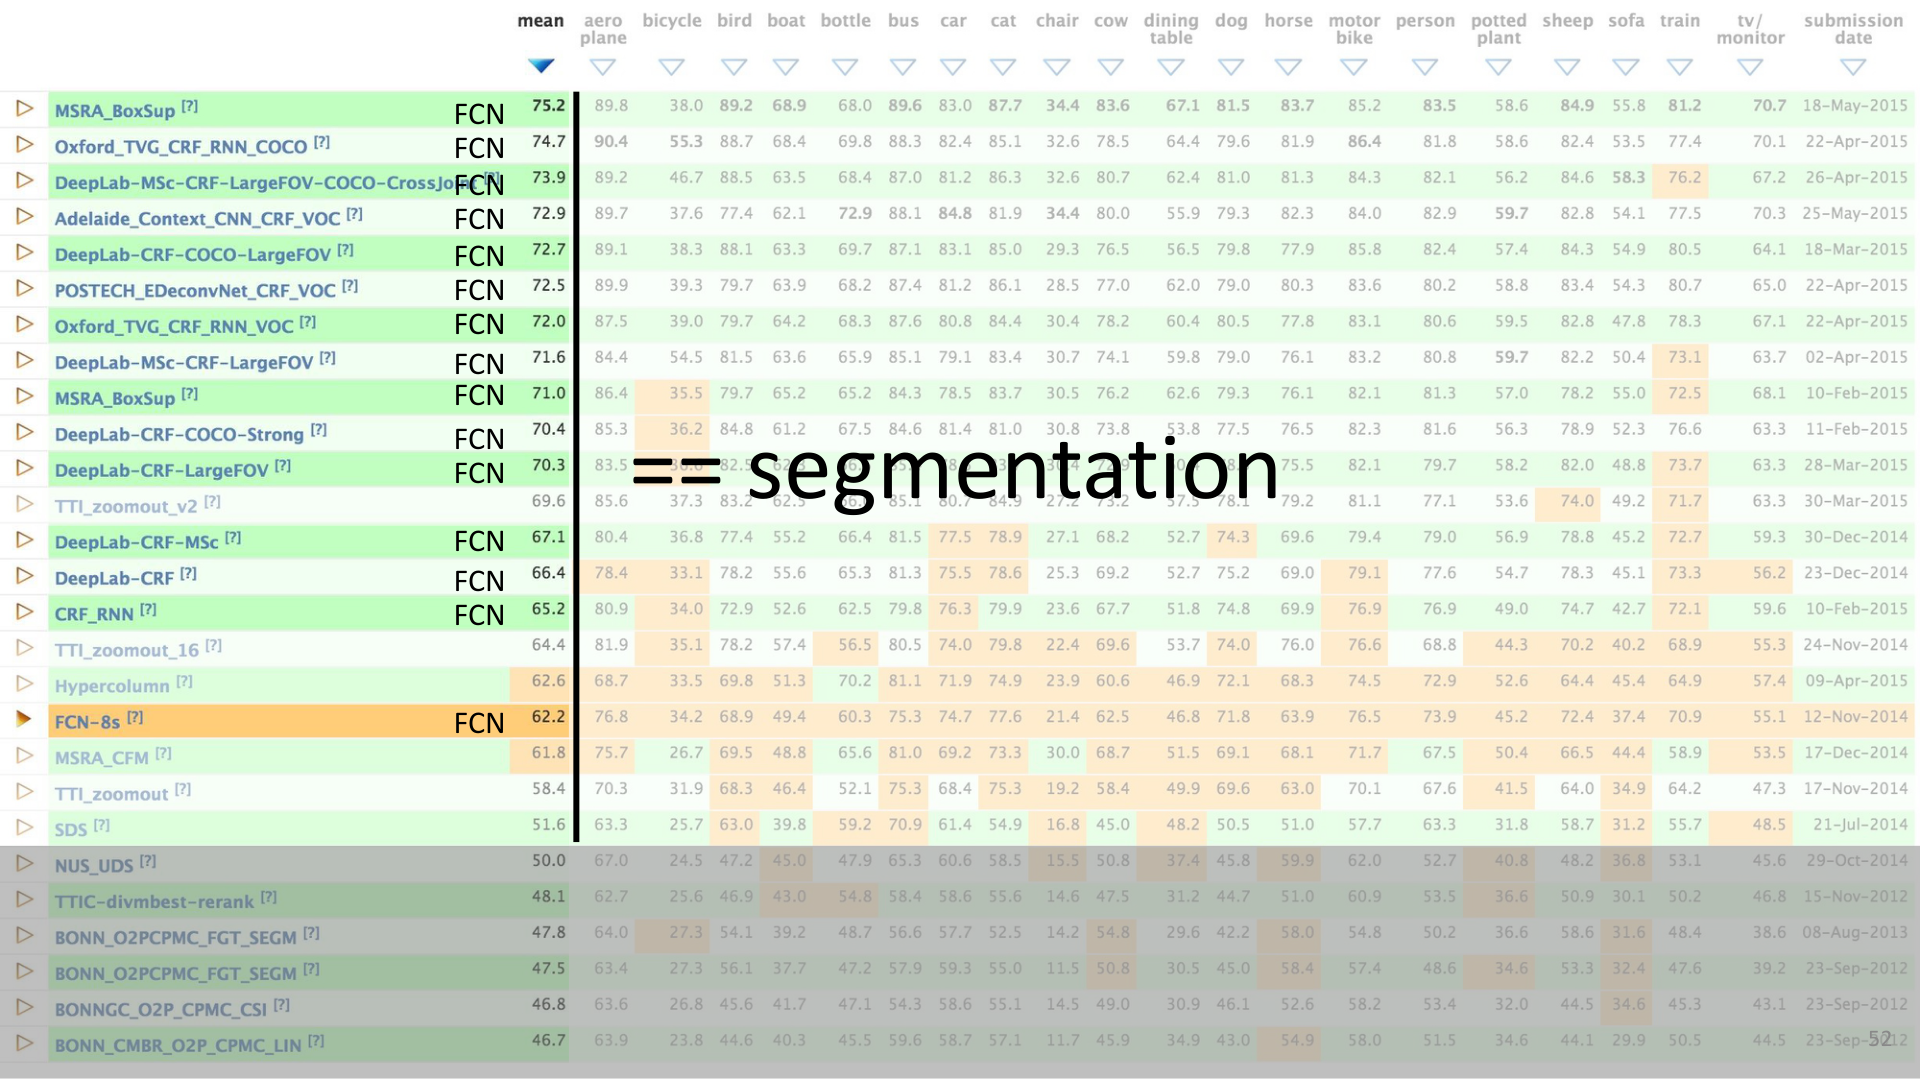 mean aero plane bicycle bird boat bottle bus car cat chair cow dining table dog horse motor bike person potted plant sheep sofa train tv/ monitor submission date
MSRA_BoxSup [?] FCN 75.2 89.8 38.0 89.2 68.9 68.0 89.6 83.0 87.7 34.4 83.6 67.1 81.5 83.7 85.2 83.5 58.6 84.9 55.8 81.2 70.7 18-May-2015
Oxford_TVG_CRF_RNN_COCO [?] FCN 74.7 90.4 55.3 88.7 68.4 69.8 88.3 82.4 85.1 32.6 78.5 64.4 79.6 81.9 86.4 81.8 58.6 82.4 53.5 77.4 70.1 22-Apr-2015
DeepLab-MSc-CRF-LargeFOV-COCO-CrossJoint [?] FCN 73.9 89.2 46.7 88.5 63.5 68.4 87.0 81.2 86.3 32.6 80.7 62.4 81.0 81.3 84.3 82.1 56.2 84.6 58.3 76.2 67.2 26-Apr-2015
Adelaide_Context_CNN_CRF_VOC [?] FCN 72.9 89.7 37.6 77.4 62.1 72.9 88.1 84.8 81.9 34.4 80.0 55.9 79.3 82.3 84.0 82.9 59.7 82.8 54.1 77.5 70.3 25-May-2015
DeepLab-CRF-COCO-LargeFOV [?] FCN 72.7 89.1 38.3 88.1 63.3 69.7 87.1 83.1 85.0 29.3 76.5 56.5 79.8 77.9 85.8 82.4 57.4 84.3 54.9 80.5 64.1 18-Mar-2015
POSTECH_EDeconvNet_CRF_VOC [?] FCN 72.5 89.9 39.3 79.7 63.9 68.2 87.4 81.2 86.1 28.5 77.0 62.0 79.0 80.3 83.6 80.2 58.8 83.4 54.3 80.7 65.0 22-Apr-2015
Oxford_TVG_CRF_RNN_VOC [?] FCN 72.0 87.5 39.0 79.7 64.2 68.3 87.6 80.8 84.4 30.4 78.2 60.4 80.5 77.8 83.1 80.6 59.5 82.8 47.8 78.3 67.1 22-Apr-2015
DeepLab-MSc-CRF-LargeFOV [?] FCN 71.6 84.4 54.5 81.5 63.6 65.9 85.1 79.1 83.4 30.7 74.1 59.8 79.0 76.1 83.2 80.8 59.7 82.2 50.4 73.1 63.7 02-Apr-2015
MSRA_BoxSup [?] FCN 71.0 86.4 35.5 79.7 65.2 65.2 84.3 78.5 83.7 30.5 76.2 62.6 79.3 76.1 82.1 81.3 57.0 78.2 55.0 72.5 68.1 10-Feb-2015
DeepLab-CRF-COCO-Strong [?] FCN 70.4 85.3 36.2 84.8 61.2 67.5 84.6 81.4 81.0 30.8 73.8 53.8 77.5 76.5 82.3 81.6 56.3 78.9 52.3 76.6 63.3 11-Feb-2015
DeepLab-CRF-LargeFOV [?] FCN 70.3 83.5 75.5 82.1 79.7 58.2 82.0 48.8 73.7 63.3 28-Mar-2015
== segmentation
TTI_zoomout_v2 [?] 69.6 85.6 37.3 83.2 62.5 85.1 80.7 84.9 27.2 73.2 57.5 78.1 79.2 81.1 77.1 53.6 74.0 49.2 71.7 63.3 30-Mar-2015
DeepLab-CRF-MSc [?] FCN 67.1 80.4 36.8 77.4 55.2 66.4 81.5 77.5 78.9 27.1 68.2 52.7 74.3 69.6 79.4 79.0 56.9 78.8 45.2 72.7 59.3 30-Dec-2014
DeepLab-CRF [?] FCN 66.4 78.4 33.1 78.2 55.6 65.3 81.3 75.5 78.6 25.3 69.2 52.7 75.2 69.0 79.1 77.6 54.7 78.3 45.1 73.3 56.2 23-Dec-2014
CRF_RNN [?] FCN 65.2 80.9 34.0 72.9 52.6 62.5 79.8 76.3 79.9 23.6 67.7 51.8 74.8 69.9 76.9 76.9 49.0 74.7 42.7 72.1 59.6 10-Feb-2015
TTI_zoomout_16 [?] 64.4 81.9 35.1 78.2 57.4 56.5 80.5 74.0 79.8 22.4 69.6 53.7 74.0 76.0 76.6 68.8 44.3 70.2 40.2 68.9 55.3 24-Nov-2014
Hypercolumn [?] 62.6 68.7 33.5 69.8 51.3 70.2 81.1 71.9 74.9 23.9 60.6 46.9 72.1 68.3 74.5 72.9 52.6 64.4 45.4 64.9 57.4 09-Apr-2015
FCN-8s [?] FCN 62.2 76.8 34.2 68.9 49.4 60.3 75.3 74.7 77.6 21.4 62.5 46.8 71.8 63.9 76.5 73.9 45.2 72.4 37.4 70.9 55.1 12-Nov-2014
MSRA_CFM [?] 61.8 75.7 26.7 69.5 48.8 65.6 81.0 69.2 73.3 30.0 68.7 51.5 69.1 68.1 71.7 67.5 50.4 66.5 44.4 58.9 53.5 17-Dec-2014
TTI_zoomout [?] 58.4 70.3 31.9 68.3 46.4 52.1 75.3 68.4 75.3 19.2 58.4 49.9 69.6 63.0 70.1 67.6 41.5 64.0 34.9 64.2 47.3 17-Nov-2014
SDS [?] 51.6 63.3 25.7 63.0 39.8 59.2 70.9 61.4 54.9 16.8 45.0 48.2 50.5 51.0 57.7 63.3 31.8 58.7 31.2 55.7 48.5 21-Jul-2014
NUS_UDS [?] 50.0 67.0 24.5 47.2 45.0 47.9 65.3 60.6 58.5 15.5 50.8 37.4 45.8 59.9 62.0 52.7 40.8 48.2 36.8 53.1 45.6 29-Oct-2014
TTIC-divmbest-rerank [?] 48.1 62.7 25.6 46.9 43.0 54.8 58.4 58.6 55.6 14.6 47.5 31.2 44.7 51.0 60.9 53.5 36.6 50.9 30.1 50.2 46.8 15-Nov-2012
BONN_O2PCPMC_FGT_SEGM [?] 47.8 64.0 27.3 54.1 39.2 48.7 56.6 57.7 52.5 14.2 54.8 29.6 42.2 58.0 54.8 50.2 36.6 58.6 31.6 48.4 38.6 08-Aug-2013
BONN_O2PCPMC_FGT_SEGM [?] 47.5 63.4 27.3 56.1 37.7 47.2 57.9 59.3 55.0 11.5 50.8 30.5 45.0 58.4 57.4 48.6 34.6 53.3 32.4 47.6 39.2 23-Sep-2012
BONNGC_O2P_CPMC_CSI [?] 46.8 63.6 26.8 45.6 41.7 47.1 54.3 58.6 55.1 14.5 49.0 30.9 46.1 52.6 58.2 53.4 32.0 44.5 34.6 45.3 43.1 23-Sep-2012
BONN_CMBR_O2P_CPMC_LIN [?] 46.7 63.9 23.8 44.6 40.3 45.5 59.6 58.7 57.1 11.7 45.9 34.9 43.0 54.9 58.0 51.5 34.6 44.1 29.9 50.5 44.5 23-Sep-2012
52